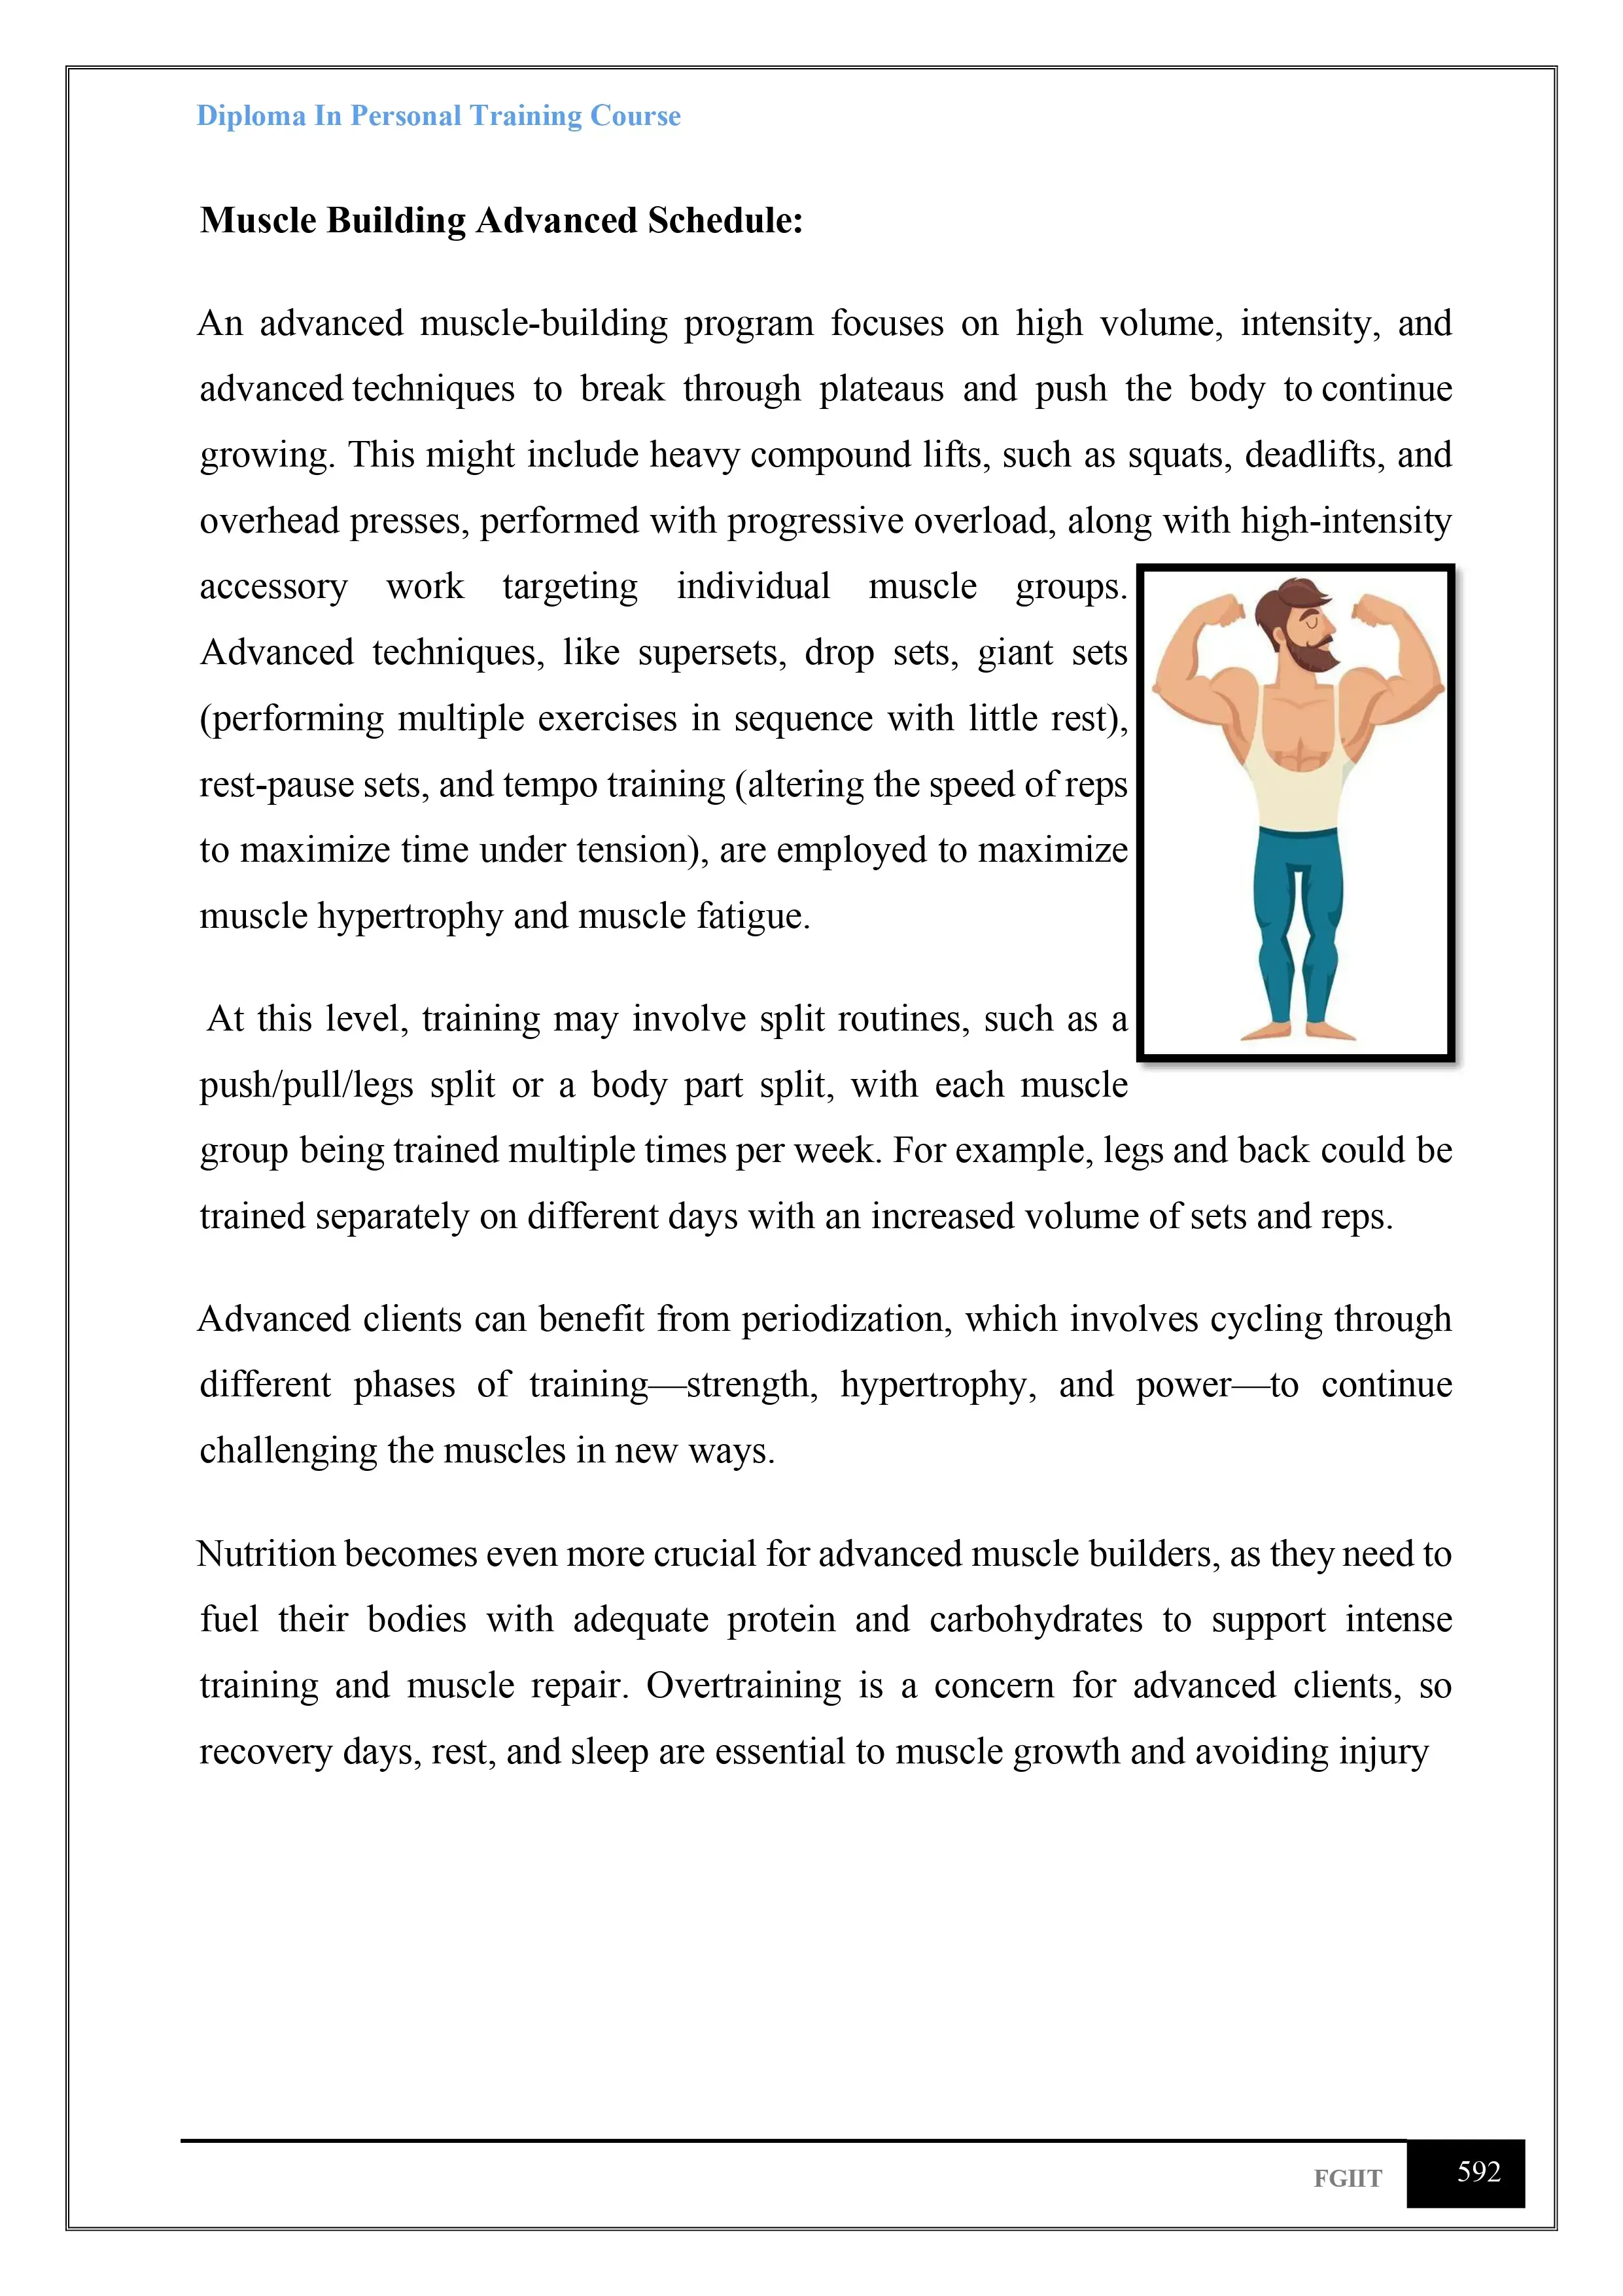 Diploma In Personal Training Course
Muscle Building Advanced Schedule:
An advanced muscle-building program focuses on high volume, intensity, and
advanced techniques to break through plateaus and push the body to continue
growing. This might include heavy compound lifts, such as squats, deadlifts, and
overhead presses, performed with progressive overload, along with high-intensity
accessory work targeting individual muscle groups.
Advanced techniques, like supersets, drop sets, giant sets
(performing multiple exercises in sequence with little rest),
rest-pause sets, and tempo training (altering the speed of reps
to maximize time under tension), are employed to maximize
muscle hypertrophy and muscle fatigue.
At this level, training may involve split routines, such as a
push/pull/legs split or a body part split, with each muscle
group being trained multiple times per week. For example, legs and back could be
trained separately on different days with an increased volume of sets and reps.
Advanced clients can benefit from periodization, which involves cycling through
different phases of training—strength, hypertrophy, and power—to continue
challenging the muscles in new ways.
Nutrition becomes even more crucial for advanced muscle builders, as they need to
fuel their bodies with adequate protein and carbohydrates to support intense
training and muscle repair. Overtraining is a concern for advanced clients, so
recovery days, rest, and sleep are essential to muscle growth and avoiding injury
FGIIT
592